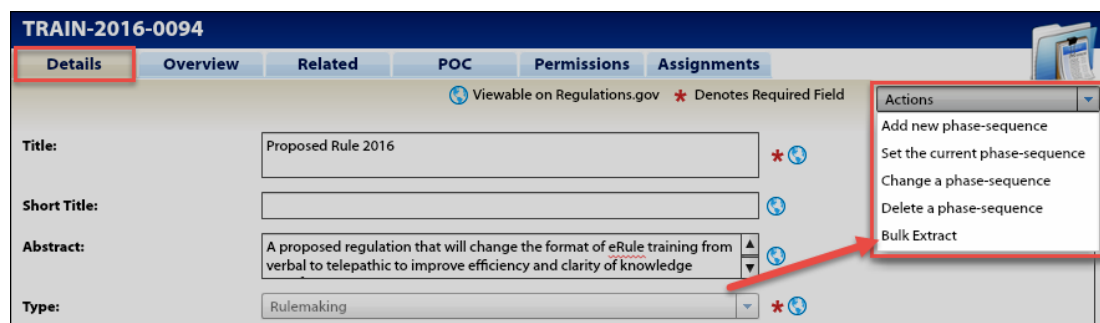 TRAIN-2016-0094
Details Overview Related POC Permissions Assignments
Viewable on Regulations.gov * Denotes Required Field
Actions
Add new phase-sequence
Set the current phase-sequence
Change a phase-sequence
Delete a phase-sequence
Bulk Extract
Title: Proposed Rule 2016 *
Short Title:
Abstract: A proposed regulation that will change the format of eRule training from
verbal to telepathic to improve efficiency and clarity of knowledge
Type: Rulemaking *